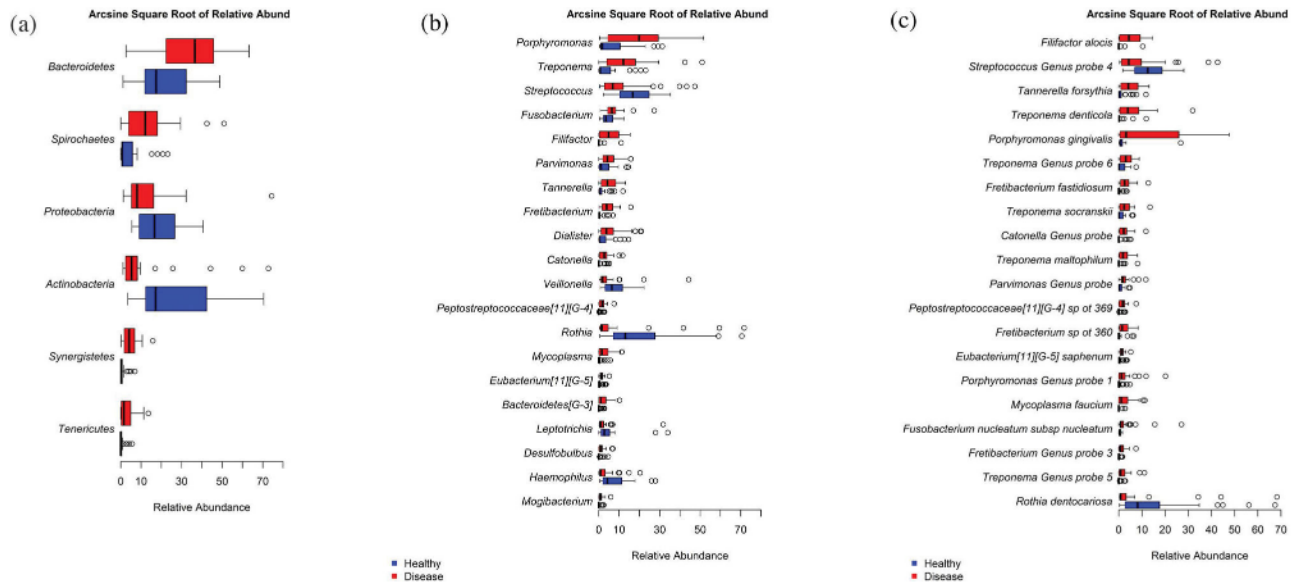 (a)
Arcsine Square Root of Relative Abund
Bacteroidetes
Spirochaetes
Proteobacteria
Actinobacteria
Synergistetes
Tenericutes
0 10 30 50 70
Relative Abundance
(b)
Arcsine Square Root of Relative Abund
Porphyromonas
Treponema
Streptococcus
Fusobacterium
Filifactor
Parvimonas
Tannerella
Fretibacterium
Dialister
Catonella
Veillonella
Peptostreptococcaceae[11][G-4]
Rothia
Mycoplasma
Eubacterium[11][G-5]
Bacteroidetes[G-3]
Leptotrichia
Desulfobulbus
Haemophilus
Mogibacterium
0 10 30 50 70
Relative Abundance
Healthy
Disease
(c)
Arcsine Square Root of Relative Abund
Filifactor alocis
Streptococcus Genus probe 4
Tannerella forsythia
Treponema denticola
Porphyromonas gingivalis
Treponema Genus probe 6
Fretibacterium fastidiosum
Treponema socranskii
Catonella Genus probe
Treponema maltophilum
Parvimonas Genus probe
Peptostreptococcaceae[11][G-4] sp ot 369
Fretibacterium sp ot 360
Eubacterium[11][G-5] saphenum
Porphyromonas Genus probe 1
Mycoplasma faucium
Fusobacterium nucleatum subsp nucleatum
Fretibacterium Genus probe 3
Treponema Genus probe 5
Rothia dentocariosa
0 10 20 30 40 50 60 70
Relative Abundance
Healthy
Disease